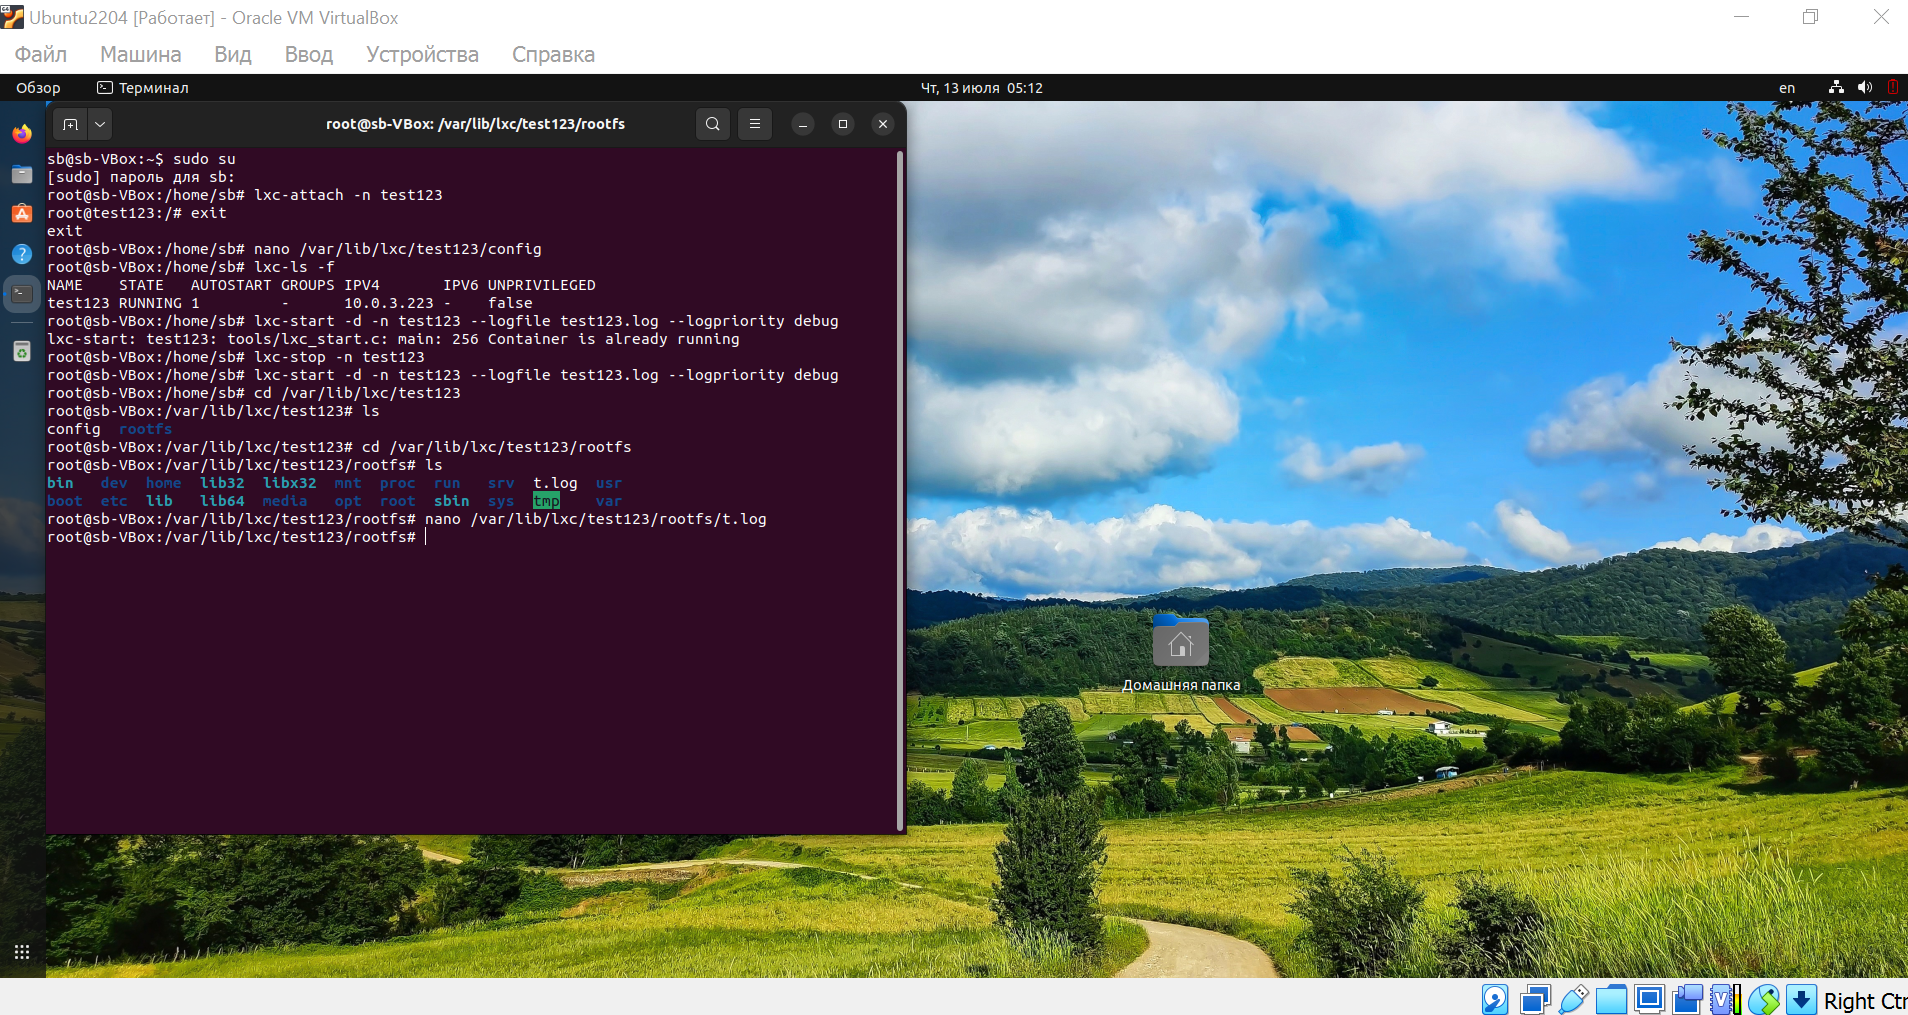 Ubuntu2204 [Работает] - Oracle VM VirtualBox
Файл Машина Вид Ввод Устройства Справка
Обзор Терминал Чт, 13 июля 05:12 en
root@sb-VBox: /var/lib/lxc/test123/rootfs
sb@sb-VBox:~$ sudo su
[sudo] пароль для sb:
root@sb-VBox:/home/sb# lxc-attach -n test123
root@test123:/# exit
exit
root@sb-VBox:/home/sb# nano /var/lib/lxc/test123/config
root@sb-VBox:/home/sb# lxc-ls -f
NAME    STATE   AUTOSTART GROUPS IPV4       IPV6 UNPRIVILEGED
test123 RUNNING 1         -      10.0.3.223 -    false
root@sb-VBox:/home/sb# lxc-start -d -n test123 --logfile test123.log --logpriority debug
lxc-start: test123: tools/lxc_start.c: main: 256 Container is already running
root@sb-VBox:/home/sb# lxc-stop -n test123
root@sb-VBox:/home/sb# lxc-start -d -n test123 --logfile test123.log --logpriority debug
root@sb-VBox:/home/sb# cd /var/lib/lxc/test123
root@sb-VBox:/var/lib/lxc/test123# ls
config  rootfs
root@sb-VBox:/var/lib/lxc/test123# cd /var/lib/lxc/test123/rootfs
root@sb-VBox:/var/lib/lxc/test123/rootfs# ls
bin   dev  home  lib32  libx32  mnt  proc  run   srv  t.log  usr
boot  etc  lib   lib64  media   opt  root  sbin  sys  tmp    var
root@sb-VBox:/var/lib/lxc/test123/rootfs# nano /var/lib/lxc/test123/rootfs/t.log
root@sb-VBox:/var/lib/lxc/test123/rootfs#
Домашняя папка
Right Ctr